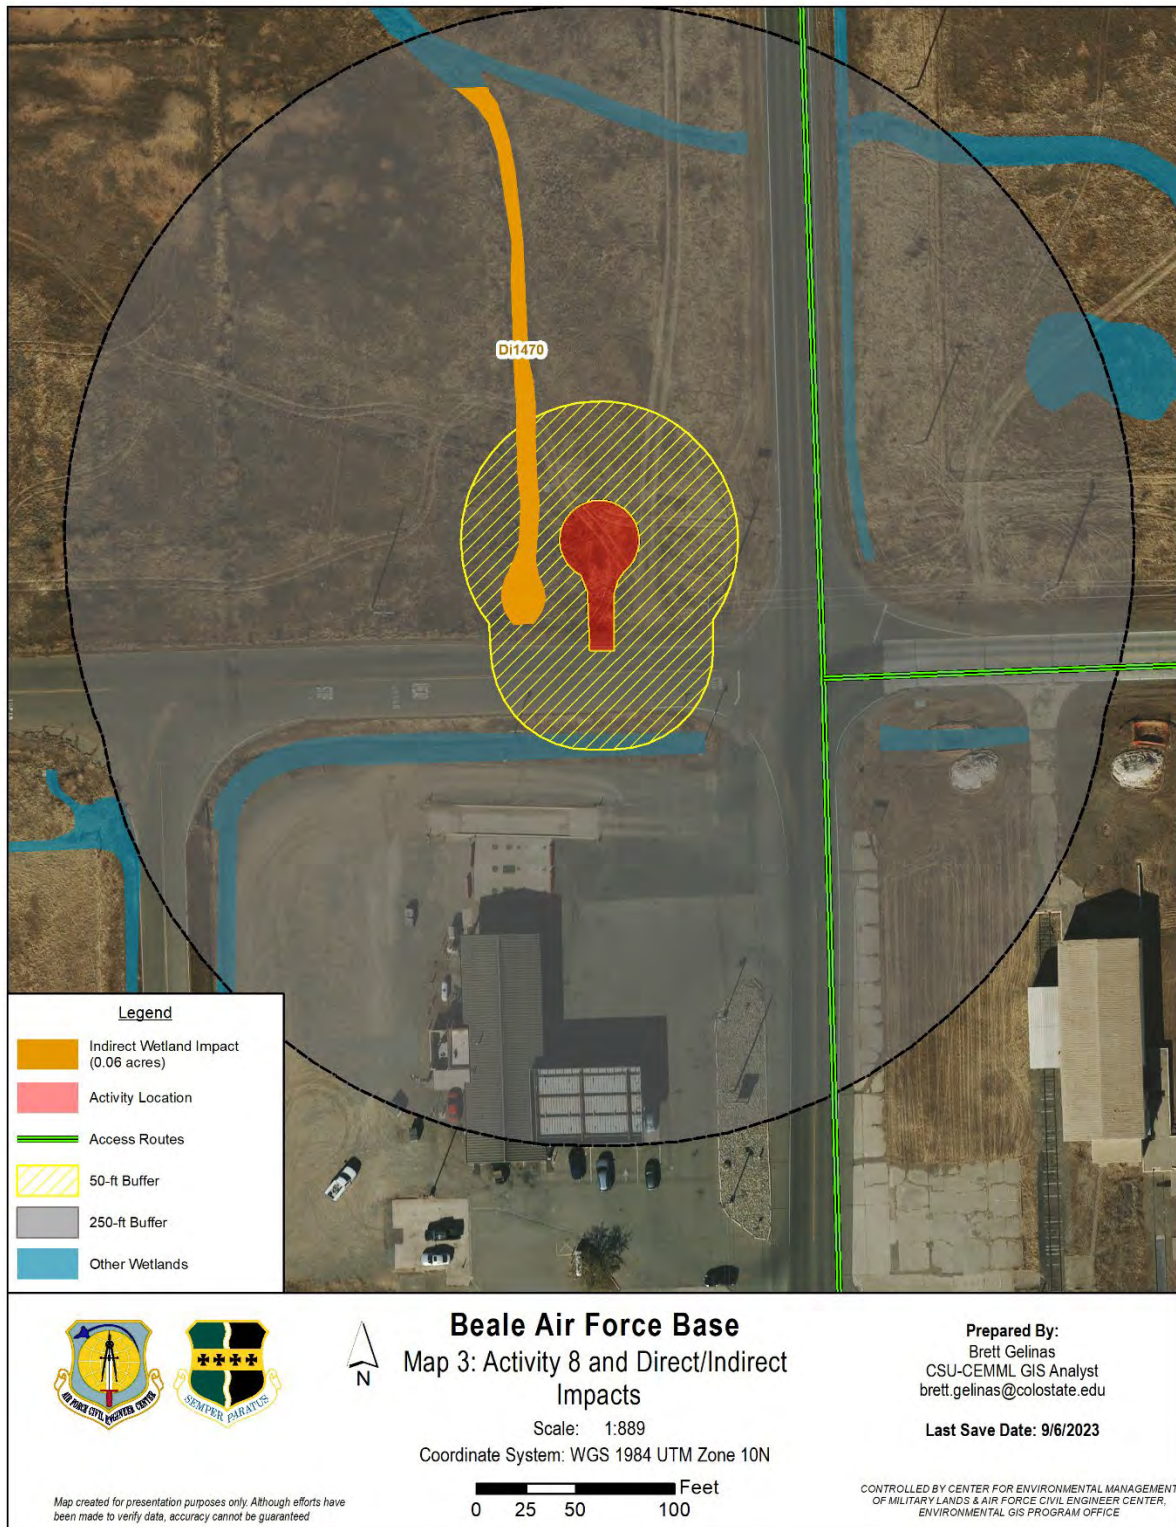 Di1470
Legend
Indirect Wetland Impact
(0.06 acres)
Activity Location
Access Routes
50-ft Buffer
250-ft Buffer
Other Wetlands
AIR FORCE CIVIL ENGINEER CENTER
SEMPER PARATUS
N
Beale Air Force Base
Map 3: Activity 8 and Direct/Indirect
Impacts
Scale: 1:889
Coordinate System: WGS 1984 UTM Zone 10N
Feet
0 25 50 100
Prepared By:
Brett Gelinas
CSU-CEMML GIS Analyst
brett.gelinas@colostate.edu
Last Save Date: 9/6/2023
Map created for presentation purposes only. Although efforts have
been made to verify data, accuracy cannot be guaranteed
CONTROLLED BY CENTER FOR ENVIRONMENTAL MANAGEMENT
OF MILITARY LANDS & AIR FORCE CIVIL ENGINEER CENTER,
ENVIRONMENTAL GIS PROGRAM OFFICE